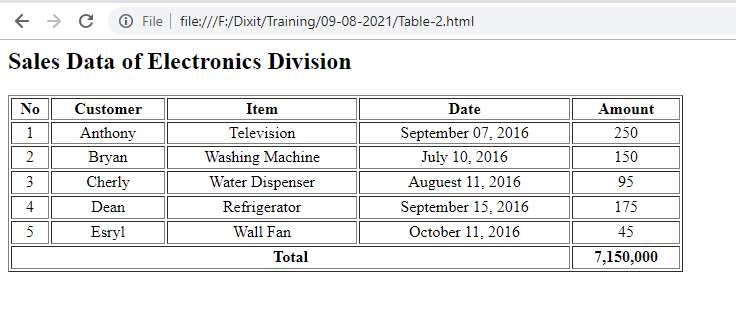 File | file:///F:/Dixit/Training/09-08-2021/Table-2.html
Sales Data of Electronics Division
No Customer Item Date Amount
1 Anthony Television September 07, 2016 250
2 Bryan Washing Machine July 10, 2016 150
3 Cherly Water Dispenser Auguest 11, 2016 95
4 Dean Refrigerator September 15, 2016 175
5 Esryl Wall Fan October 11, 2016 45
Total 7,150,000